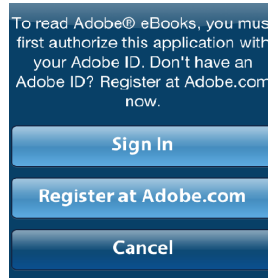 To read Adobe® eBooks, you mus
first authorize this application with
your Adobe ID. Don't have an
Adobe ID? Register at Adobe.com
now.
Sign In
Register at Adobe.com
Cancel